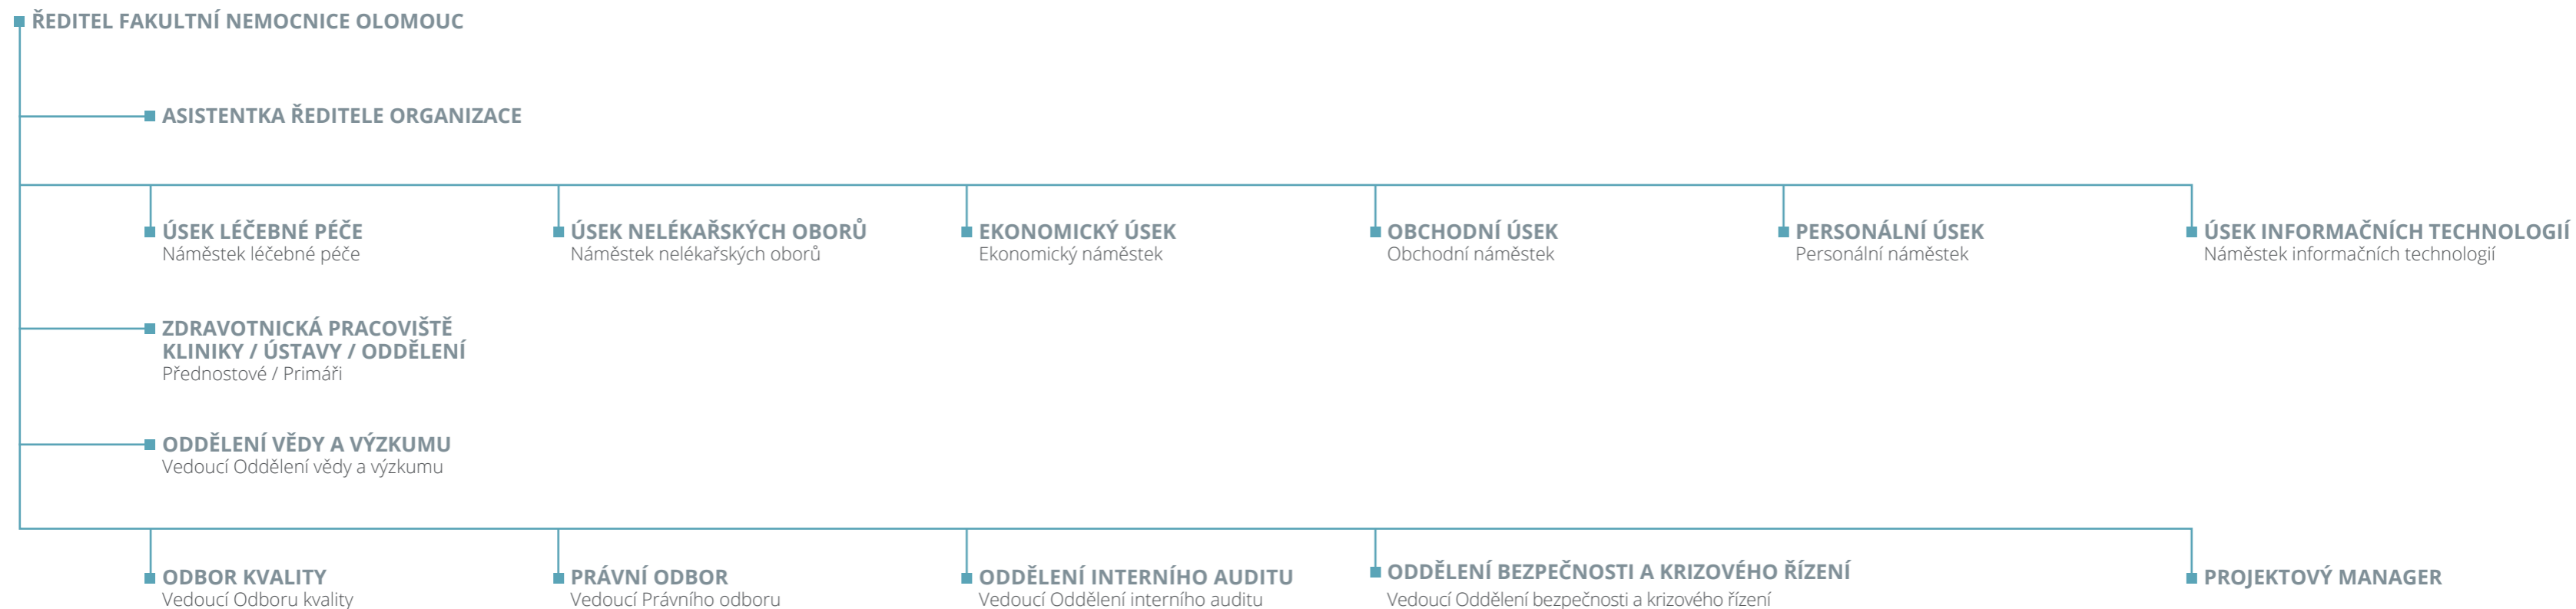 ŘEDITEL FAKULTNÍ NEMOCNICE OLOMOUC
ASISTENTKA ŘEDITELE ORGANIZACE
ÚSEK LÉČEBNÉ PÉČE
Náměstek léčebné péče
ÚSEK NELÉKAŘSKÝCH OBORŮ
Náměstek nelékařských oborů
EKONOMICKÝ ÚSEK
Ekonomický náměstek
OBCHODNÍ ÚSEK
Obchodní náměstek
PERSONÁLNÍ ÚSEK
Personální náměstek
ÚSEK INFORMAČNÍCH TECHNOLOGIÍ
Náměstek informačních technologií
ZDRAVOTNICKÁ PRACOVIŠTĚ
KLINIKY / ÚSTAVY / ODDĚLENÍ
Přednostové / Primáři
ODDĚLENÍ VĚDY A VÝZKUMU
Vedoucí Oddělení vědy a výzkumu
ODBOR KVALITY
Vedoucí Odboru kvality
PRÁVNÍ ODBOR
Vedoucí Právního odboru
ODDĚLENÍ INTERNÍHO AUDITU
Vedoucí Oddělení interního auditu
ODDĚLENÍ BEZPEČNOSTI A KRIZOVÉHO ŘÍZENÍ
Vedoucí Oddělení bezpečnosti a krizového řízení
PROJEKTOVÝ MANAGER